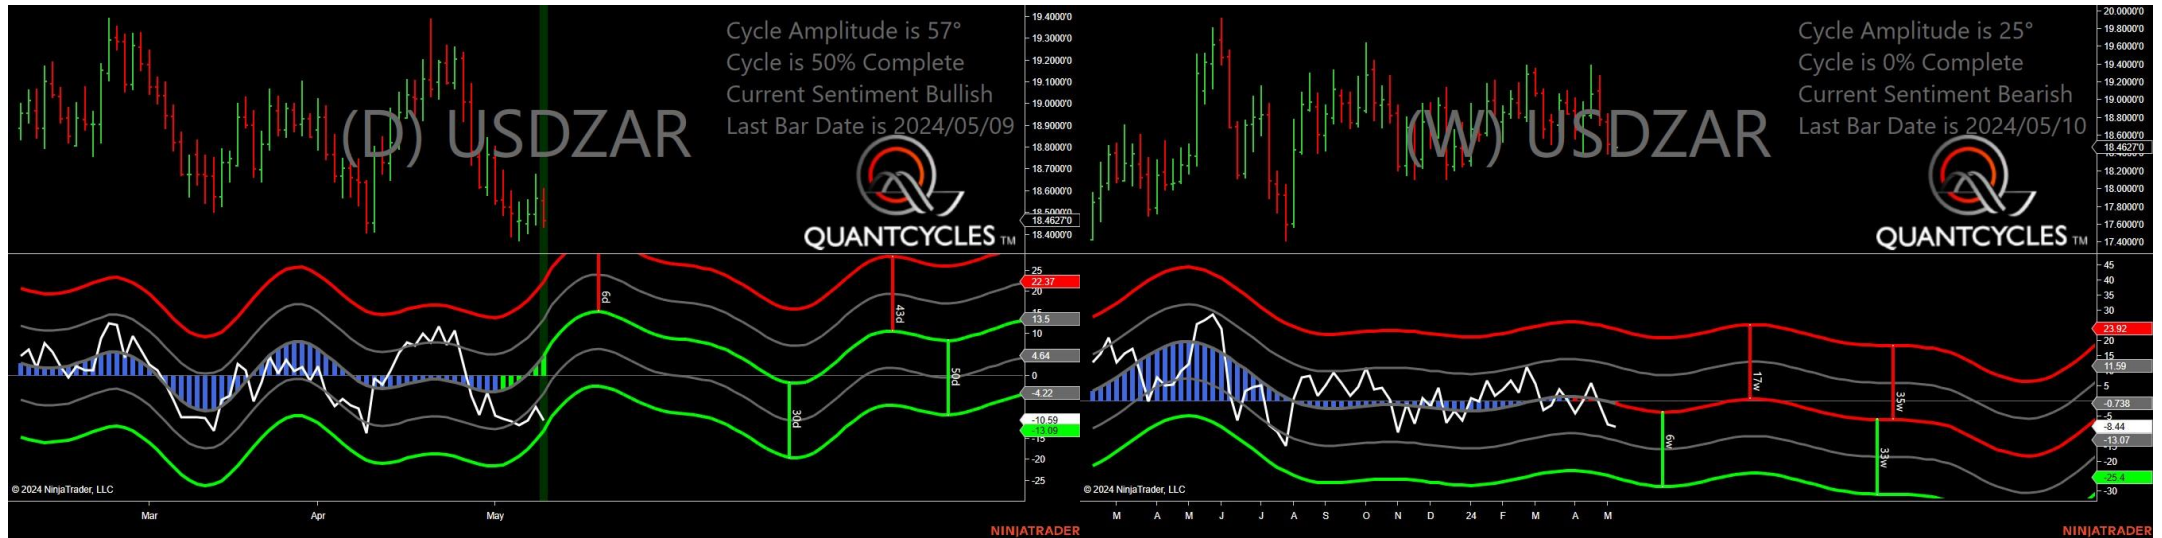 Cycle Amplitude is 57°
Cycle is 50% Complete
Current Sentiment Bullish
Last Bar Date is 2024/05/09
(D) USDZAR
QUANTCYCLES TM
19.4000'0
19.3000'0
19.2000'0
19.1000'0
19.0000'0
18.9000'0
18.8000'0
18.7000'0
18.6000'0
18.5000'0
18.4627'0
18.4000'0
25
22.37
20
13.5
10
4.64
0
-4.22
-10.59
-13.09
-15
-20
-25
6d
30d
43d
50d
© 2024 NinjaTrader, LLC
Mar Apr May
NINJATRADER
Cycle Amplitude is 25°
Cycle is 0% Complete
Current Sentiment Bearish
Last Bar Date is 2024/05/10
(W) USDZAR
QUANTCYCLES TM
20.0000'0
19.8000'0
19.6000'0
19.4000'0
19.2000'0
19.0000'0
18.8000'0
18.6000'0
18.4627'0
18.2000'0
18.0000'0
17.8000'0
17.6000'0
17.4000'0
45
35
30
23.92
20
15
11.59
5
-0.738
-5
-8.44
-13.07
-20
-25.4
-30
6w
17w
33w
35w
© 2024 NinjaTrader, LLC
M A M J J A S O N D 24 F M A M
NINJATRADER